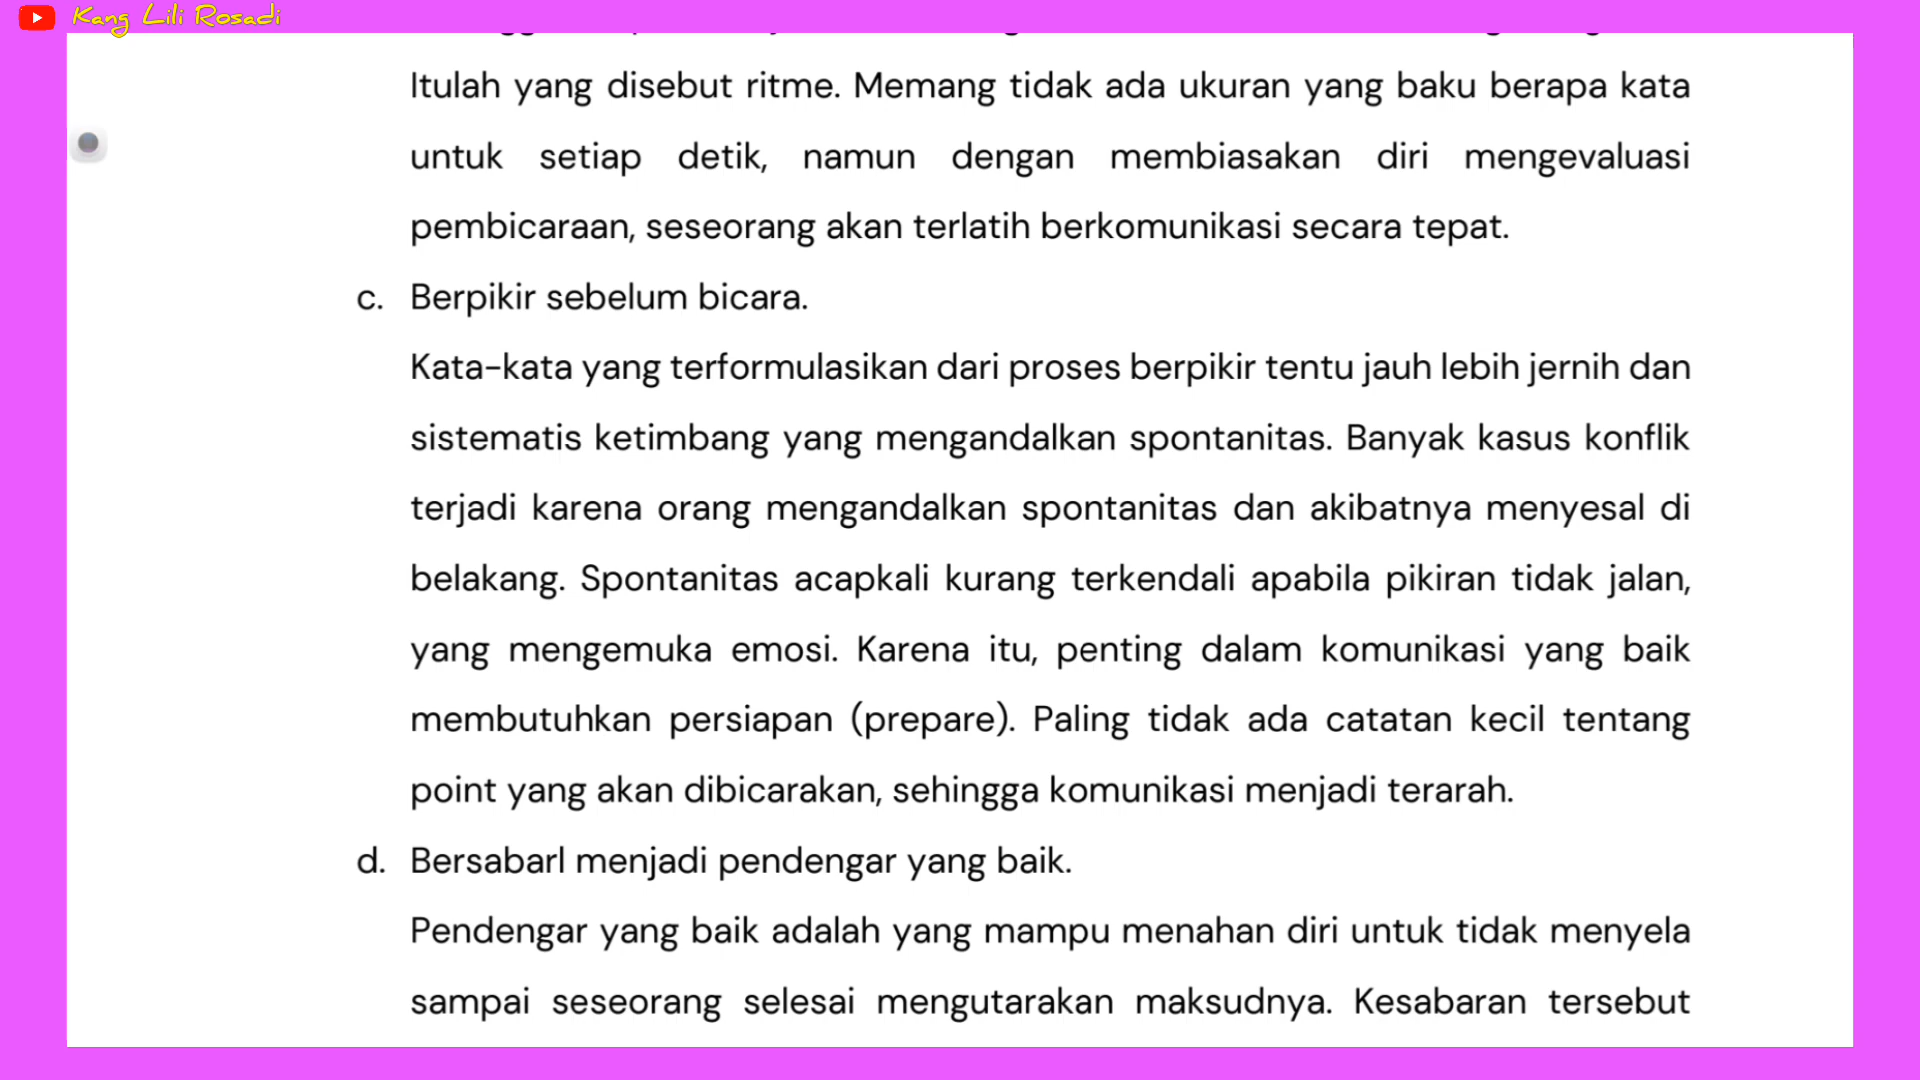 Kang Lili Rosadi
Itulah yang disebut ritme. Memang tidak ada ukuran yang baku berapa kata
untuk setiap detik, namun dengan membiasakan diri mengevaluasi
pembicaraan, seseorang akan terlatih berkomunikasi secara tepat.
c. Berpikir sebelum bicara.
Kata-kata yang terformulasikan dari proses berpikir tentu jauh lebih jernih dan
sistematis ketimbang yang mengandalkan spontanitas. Banyak kasus konflik
terjadi karena orang mengandalkan spontanitas dan akibatnya menyesal di
belakang. Spontanitas acapkali kurang terkendali apabila pikiran tidak jalan,
yang mengemuka emosi. Karena itu, penting dalam komunikasi yang baik
membutuhkan persiapan (prepare). Paling tidak ada catatan kecil tentang
point yang akan dibicarakan, sehingga komunikasi menjadi terarah.
d. Bersabarl menjadi pendengar yang baik.
Pendengar yang baik adalah yang mampu menahan diri untuk tidak menyela
sampai seseorang selesai mengutarakan maksudnya. Kesabaran tersebut